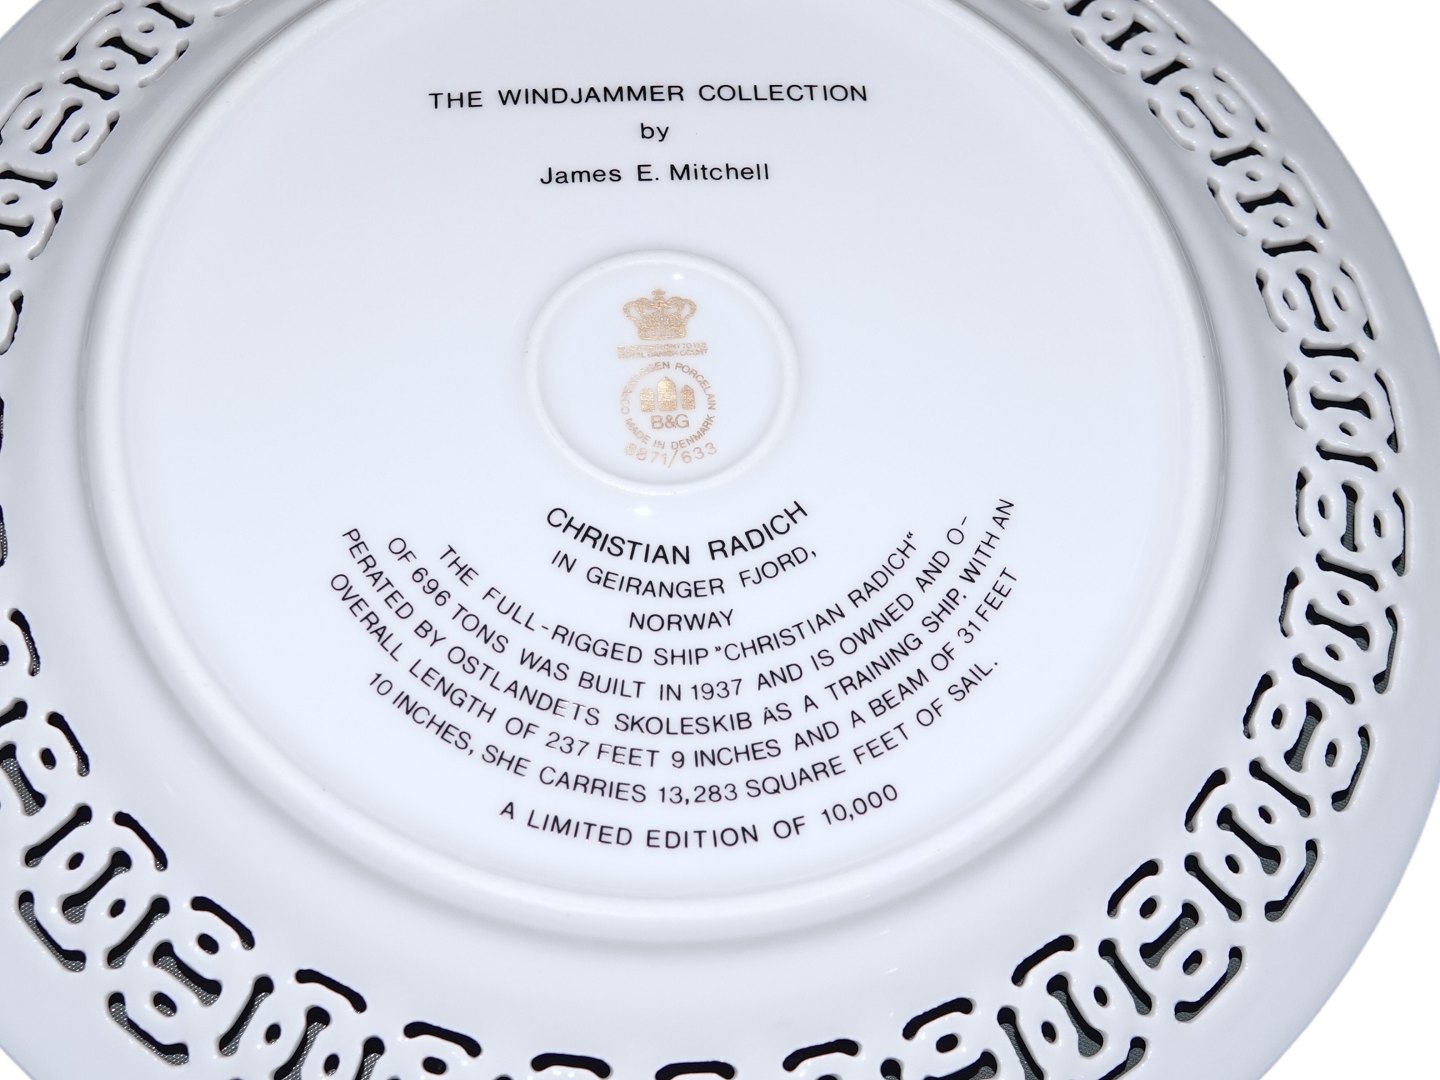 THE WINDJAMMER COLLECTION
by
James E. Mitchell
ROYAL DANISH COURT
COPENHAGEN PORCELAIN
B&G
MADE IN DENMARK
8871/633
CHRISTIAN RADICH
IN GEIRANGER FJORD,
NORWAY
THE FULL-RIGGED SHIP ”CHRISTIAN RADICH“
OF 696 TONS WAS BUILT IN 1937 AND IS OWNED AND O-
PERATED BY OSTLANDETS SKOLESKIB AS A TRAINING SHIP. WITH AN
OVERALL LENGTH OF 237 FEET 9 INCHES AND A BEAM OF 31 FEET
10 INCHES, SHE CARRIES 13,283 SQUARE FEET OF SAIL.
A LIMITED EDITION OF 10,000